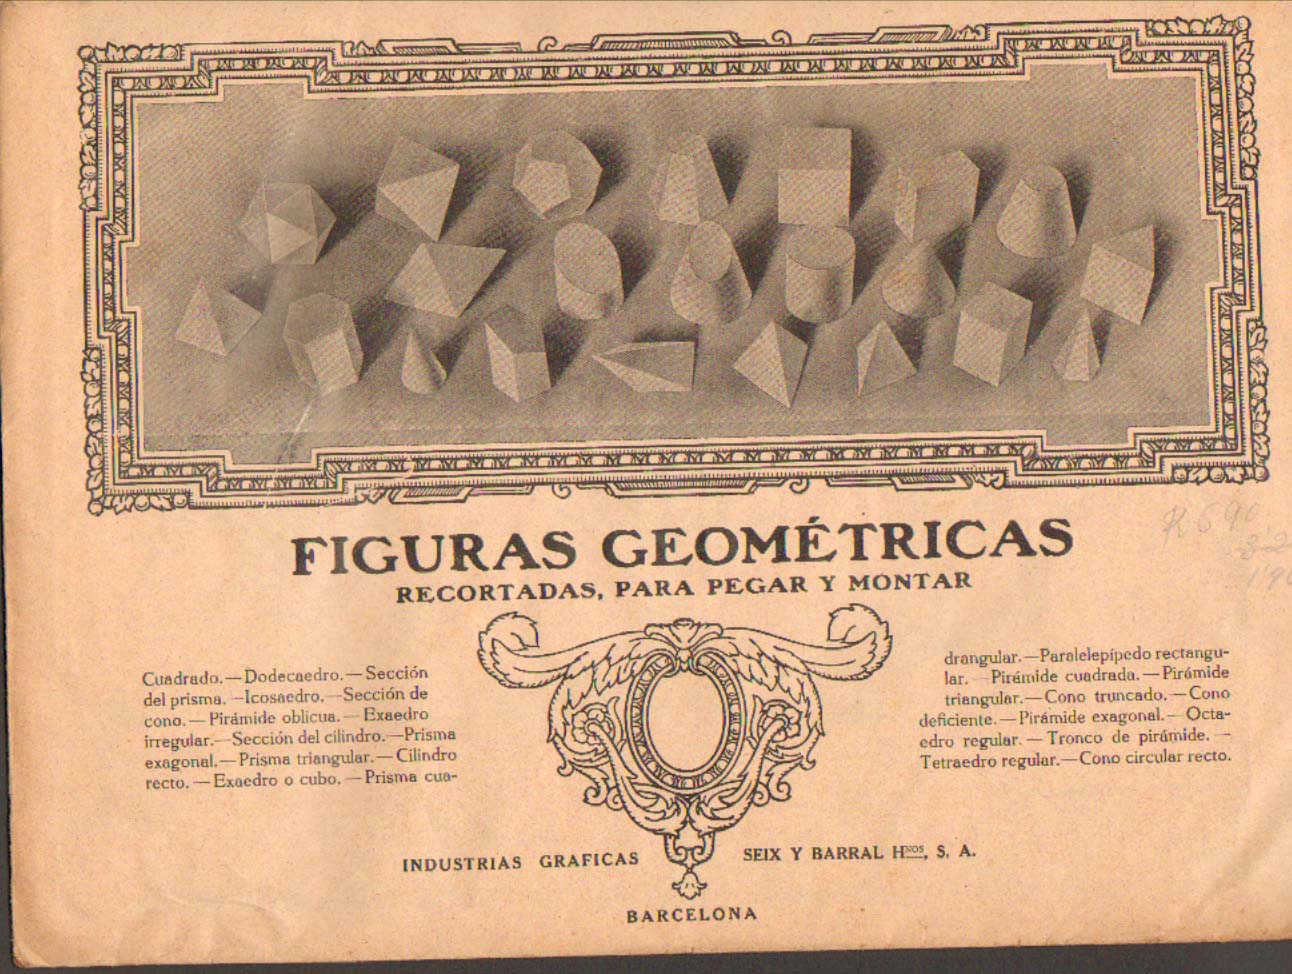 FIGURAS GEOMÉTRICAS
RECORTADAS, PARA PEGAR Y MONTAR
Cuadrado.—Dodecaedro.—Sección
del prisma.—Icosaedro.—Sección de
cono.—Pirámide oblicua.—Exaedro
irregular.—Sección del cilindro.—Prisma
exagonal.—Prisma triangular.—Cilindro
recto.—Exaedro o cubo.—Prisma cua-
drangular.—Paralelepípedo rectangu-
lar.—Pirámide cuadrada.—Pirámide
triangular.—Cono truncado.—Cono
deficiente.—Pirámide exagonal.—Octa-
edro regular.—Tronco de pirámide.—
Tetraedro regular.—Cono circular recto.
INDUSTRIAS GRAFICAS SEIX Y BARRAL Hnos, S. A.
BARCELONA